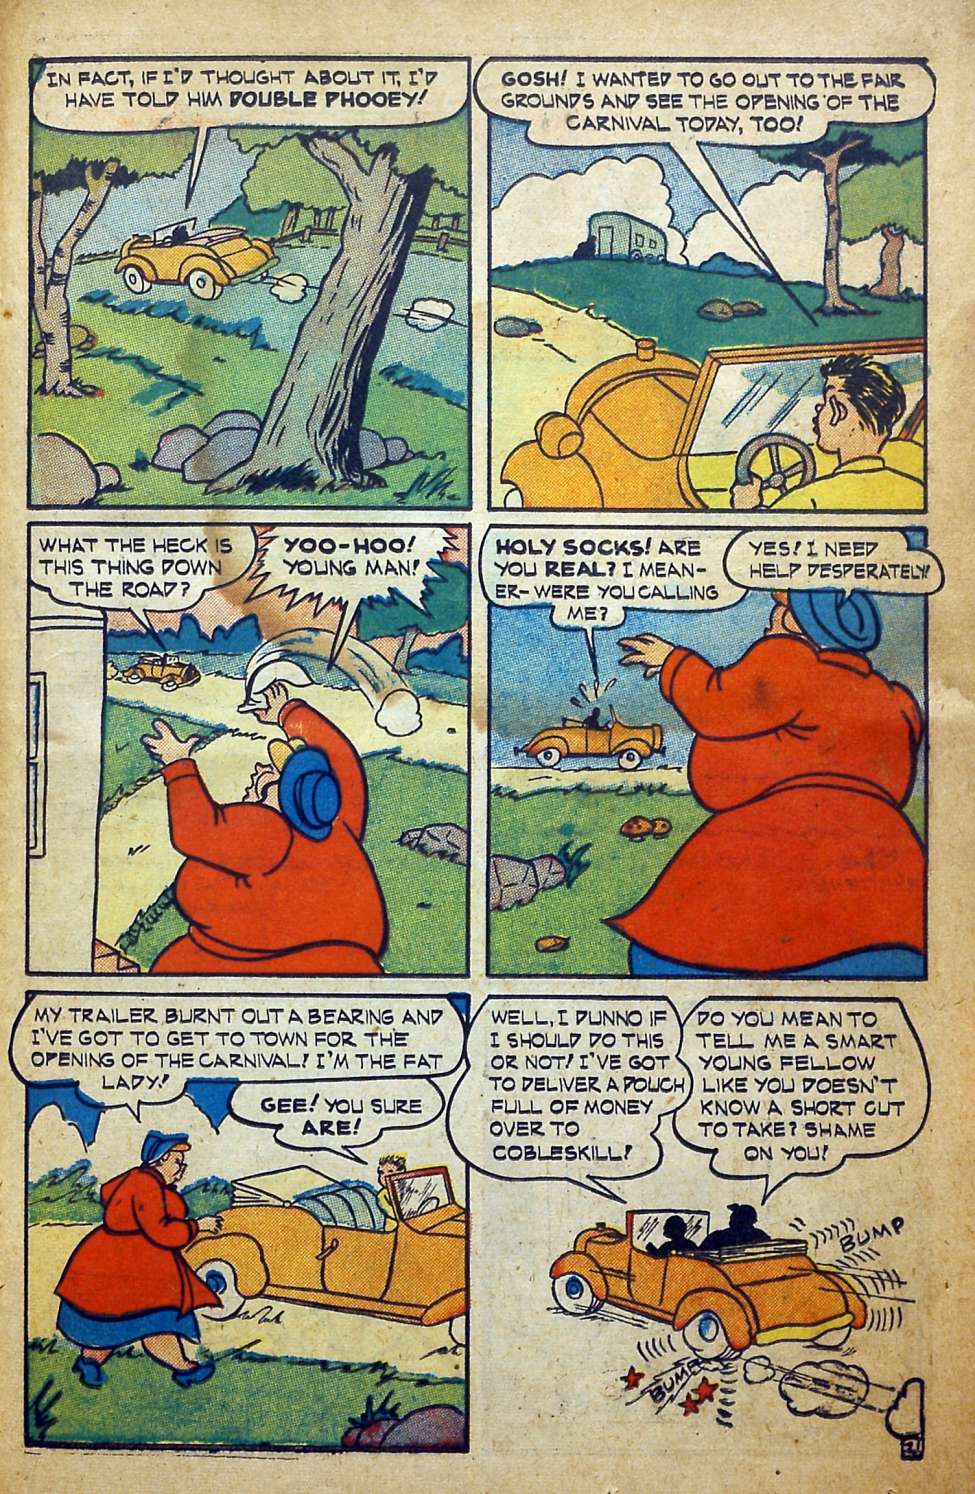 IN FACT, IF I'D THOUGHT ABOUT IT, I'D
HAVE TOLD HIM DOUBLE PHOOEY!
GOSH! I WANTED TO GO OUT TO THE FAIR
GROUNDS AND SEE THE OPENING OF THE
CARNIVAL TODAY, TOO!
WHAT THE HECK IS
THIS THING DOWN
THE ROAD?
YOO-HOO!
YOUNG MAN!
HOLY SOCKS! ARE
YOU REAL? I MEAN-
ER-WERE YOU CALLING
ME?
YES! I NEED
HELP DESPERATELY!
MY TRAILER BURNT OUT A BEARING AND
I'VE GOT TO GET TO TOWN FOR THE
OPENING OF THE CARNIVAL! I'M THE FAT
LADY!
GEE! YOU SURE
ARE!
WELL, I DUNNO IF
I SHOULD DO THIS
OR NOT! I'VE GOT
TO DELIVER A POUCH
FULL OF MONEY
OVER TO
COBLESKILL!
DO YOU MEAN TO
TELL ME A SMART
YOUNG FELLOW
LIKE YOU DOESN'T
KNOW A SHORT CUT
TO TAKE? SHAME
ON YOU!
BUMP
BUMP
2